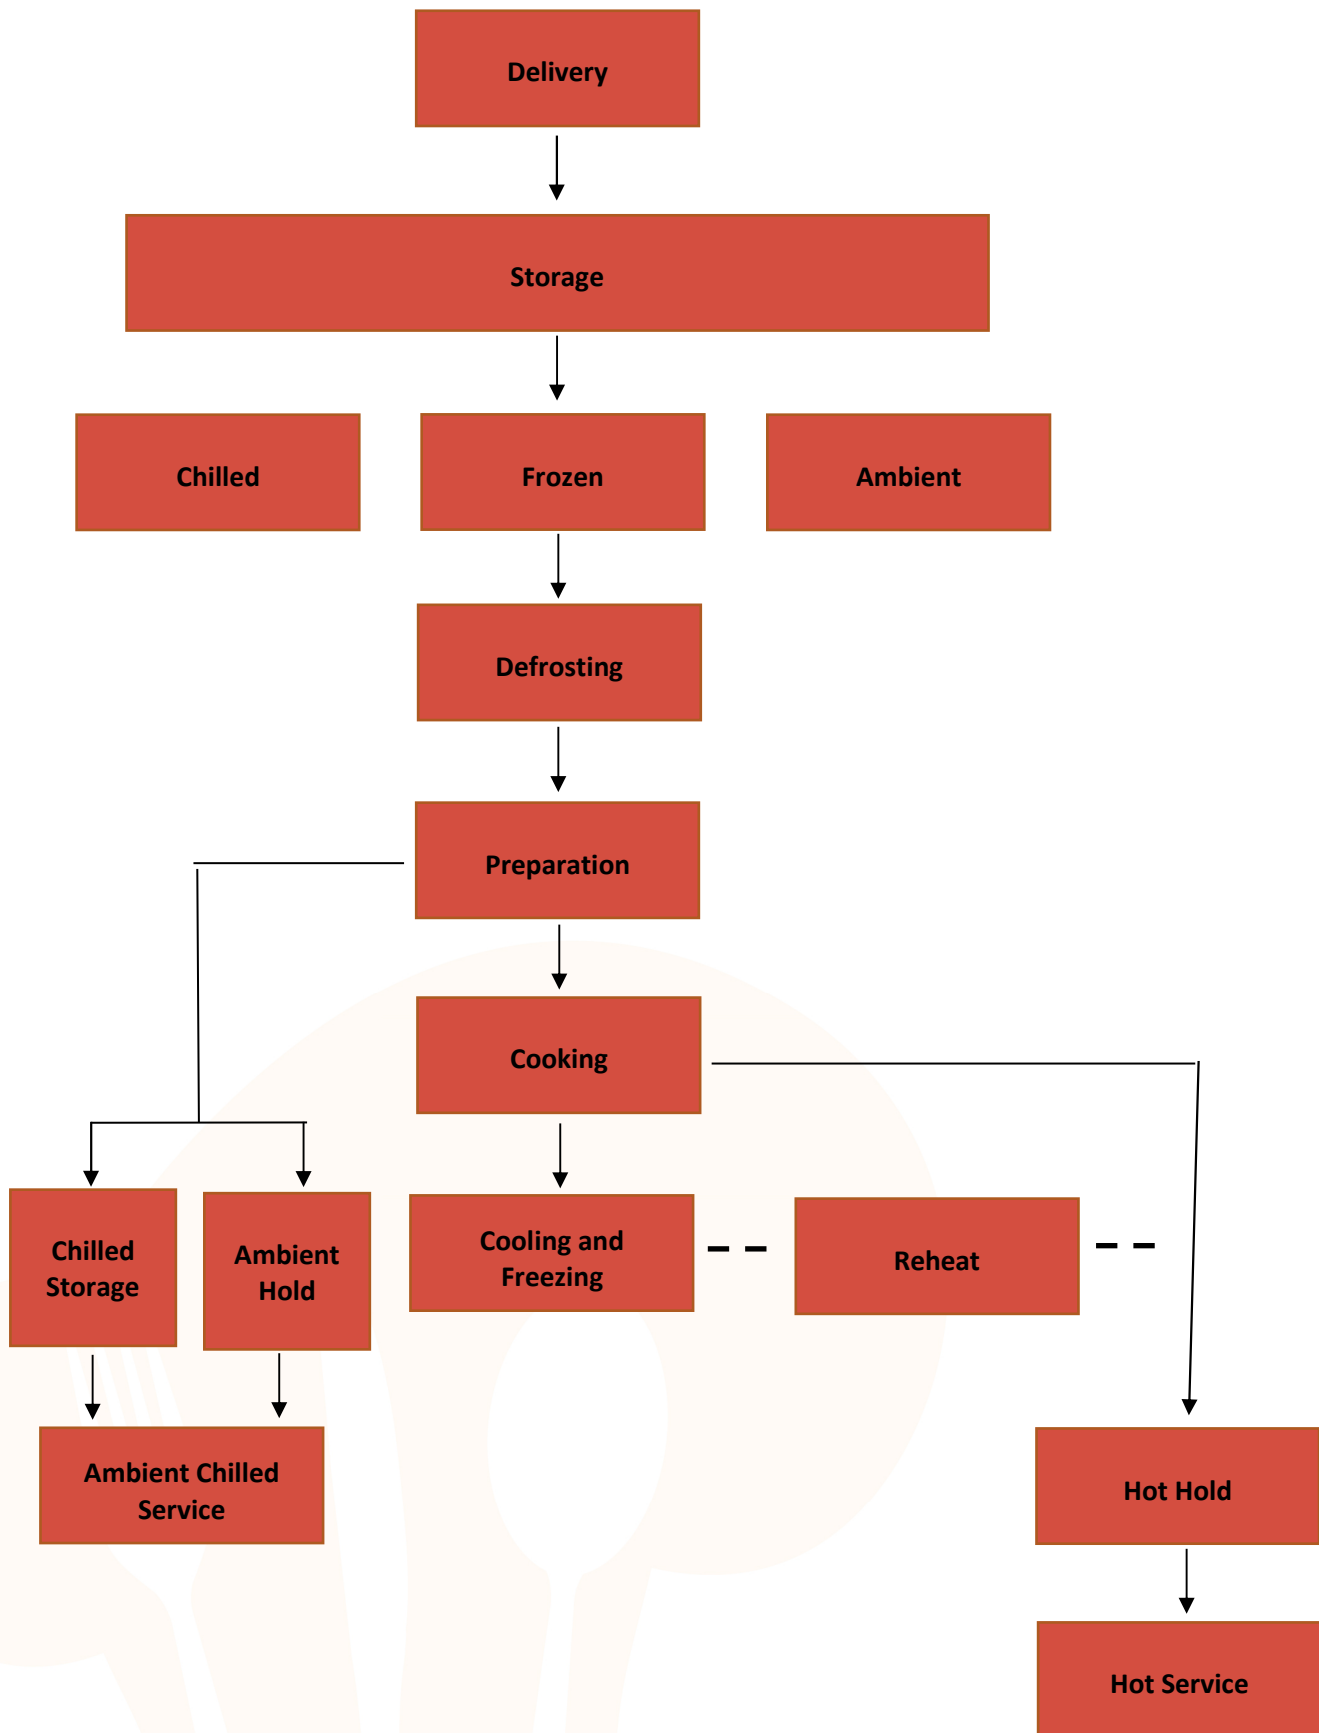 Delivery
Storage
Chilled
Frozen
Ambient
Defrosting
Preparation
Cooking
Chilled
Storage
Ambient
Hold
Cooling and
Freezing
Reheat
Ambient Chilled
Service
Hot Hold
Hot Service